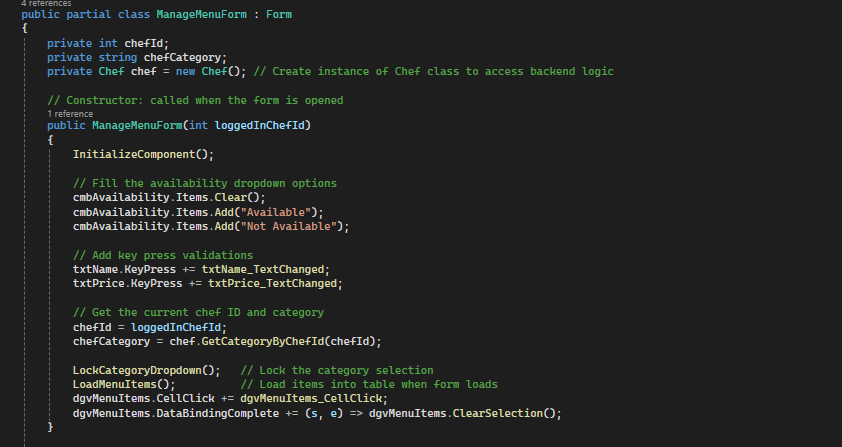 4 references
public partial class ManageMenuForm : Form
{
private int chefId;
private string chefCategory;
private Chef chef = new Chef(); // Create instance of Chef class to access backend logic
// Constructor: called when the form is opened
1 reference
public ManageMenuForm(int loggedInChefId)
{
InitializeComponent();
// Fill the availability dropdown options
cmbAvailability.Items.Clear();
cmbAvailability.Items.Add("Available");
cmbAvailability.Items.Add("Not Available");
// Add key press validations
txtName.KeyPress += txtName_TextChanged;
txtPrice.KeyPress += txtPrice_TextChanged;
// Get the current chef ID and category
chefId = loggedInChefId;
chefCategory = chef.GetCategoryByChefId(chefId);
LockCategoryDropdown(); // Lock the category selection
LoadMenuItems(); // Load items into table when form loads
dgvMenuItems.CellClick += dgvMenuItems_CellClick;
dgvMenuItems.DataBindingComplete += (s, e) => dgvMenuItems.ClearSelection();
}